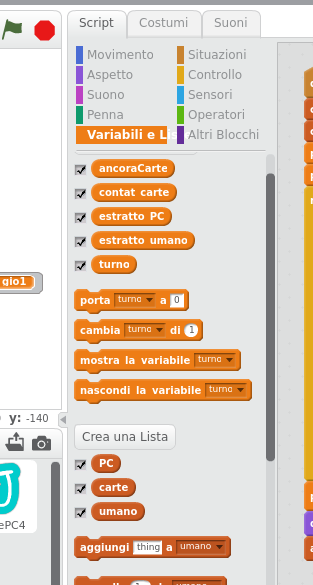 Script Costumi Suoni
Movimento Situazioni
Aspetto Controllo
Suono Sensori
Penna Operatori
Variabili e L Altri Blocchi
ancoraCarte
contat carte
estratto PC
estratto umano
turno
gio1
porta turno a 0
cambia turno di 1
mostra la variabile turno
nascondi la variabile turno
y: -140
Crea una Lista
PC
carte
umano
ePC4
aggiungi thing a umano